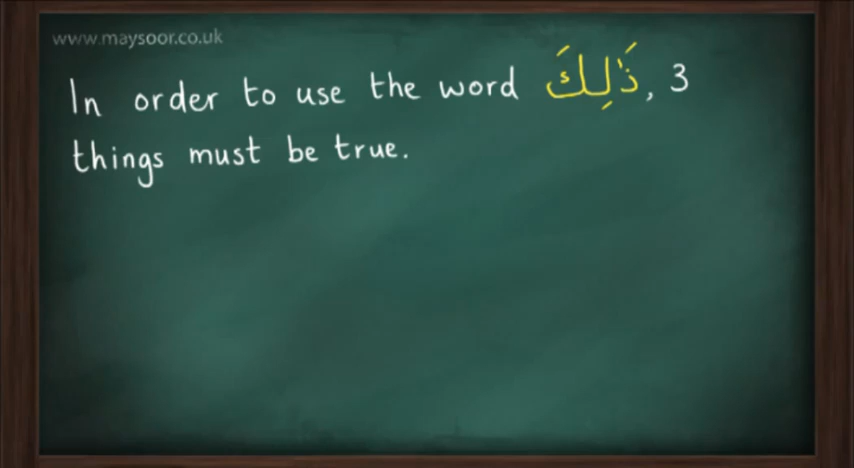 www.maysoor.co.uk
In order to use the word ذَٰلِكَ, 3
things must be true.